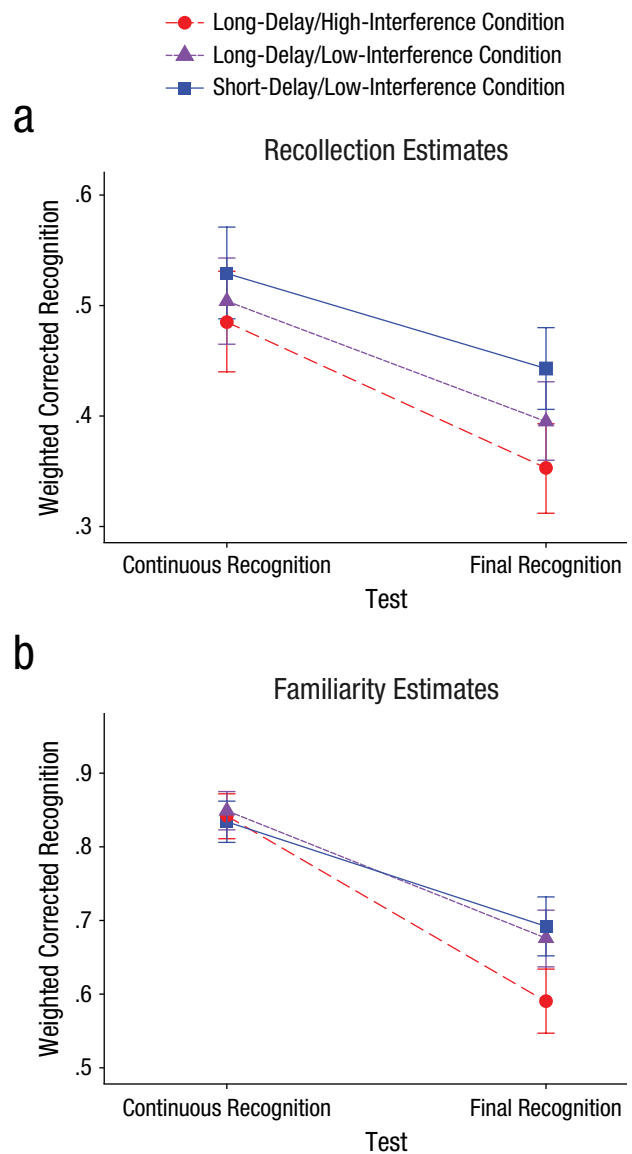 Long-Delay/High-Interference Condition
Long-Delay/Low-Interference Condition
Short-Delay/Low-Interference Condition
a
Recollection Estimates
Weighted Corrected Recognition
.6
.5
.4
.3
Continuous Recognition Final Recognition
Test
b
Familiarity Estimates
Weighted Corrected Recognition
.9
.8
.7
.6
.5
Continuous Recognition Final Recognition
Test